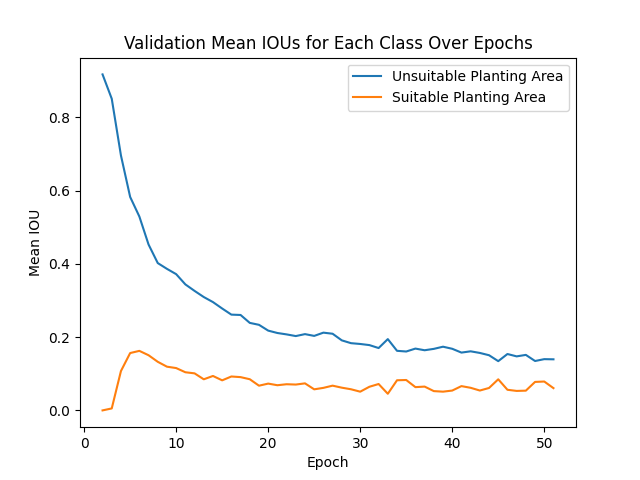 Validation Mean IOUs for Each Class Over Epochs
Unsuitable Planting Area
Suitable Planting Area
Mean IOU
0.8
0.6
0.4
0.2
0.0
0 10 20 30 40 50
Epoch